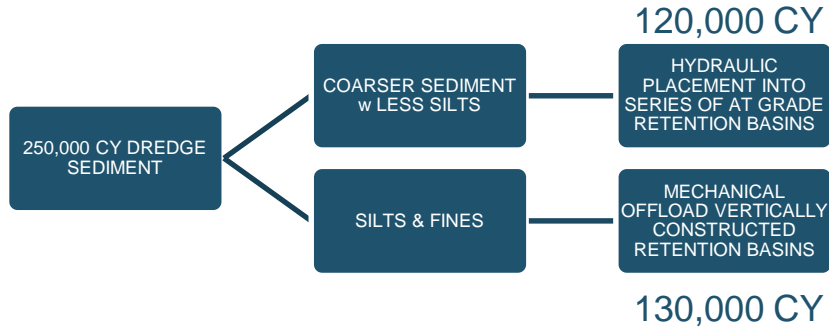 120,000 CY
250,000 CY DREDGE
SEDIMENT
COARSER SEDIMENT
w LESS SILTS
HYDRAULIC
PLACEMENT INTO
SERIES OF AT GRADE
RETENTION BASINS
SILTS & FINES
MECHANICAL
OFFLOAD VERTICALLY
CONSTRUCTED
RETENTION BASINS
130,000 CY